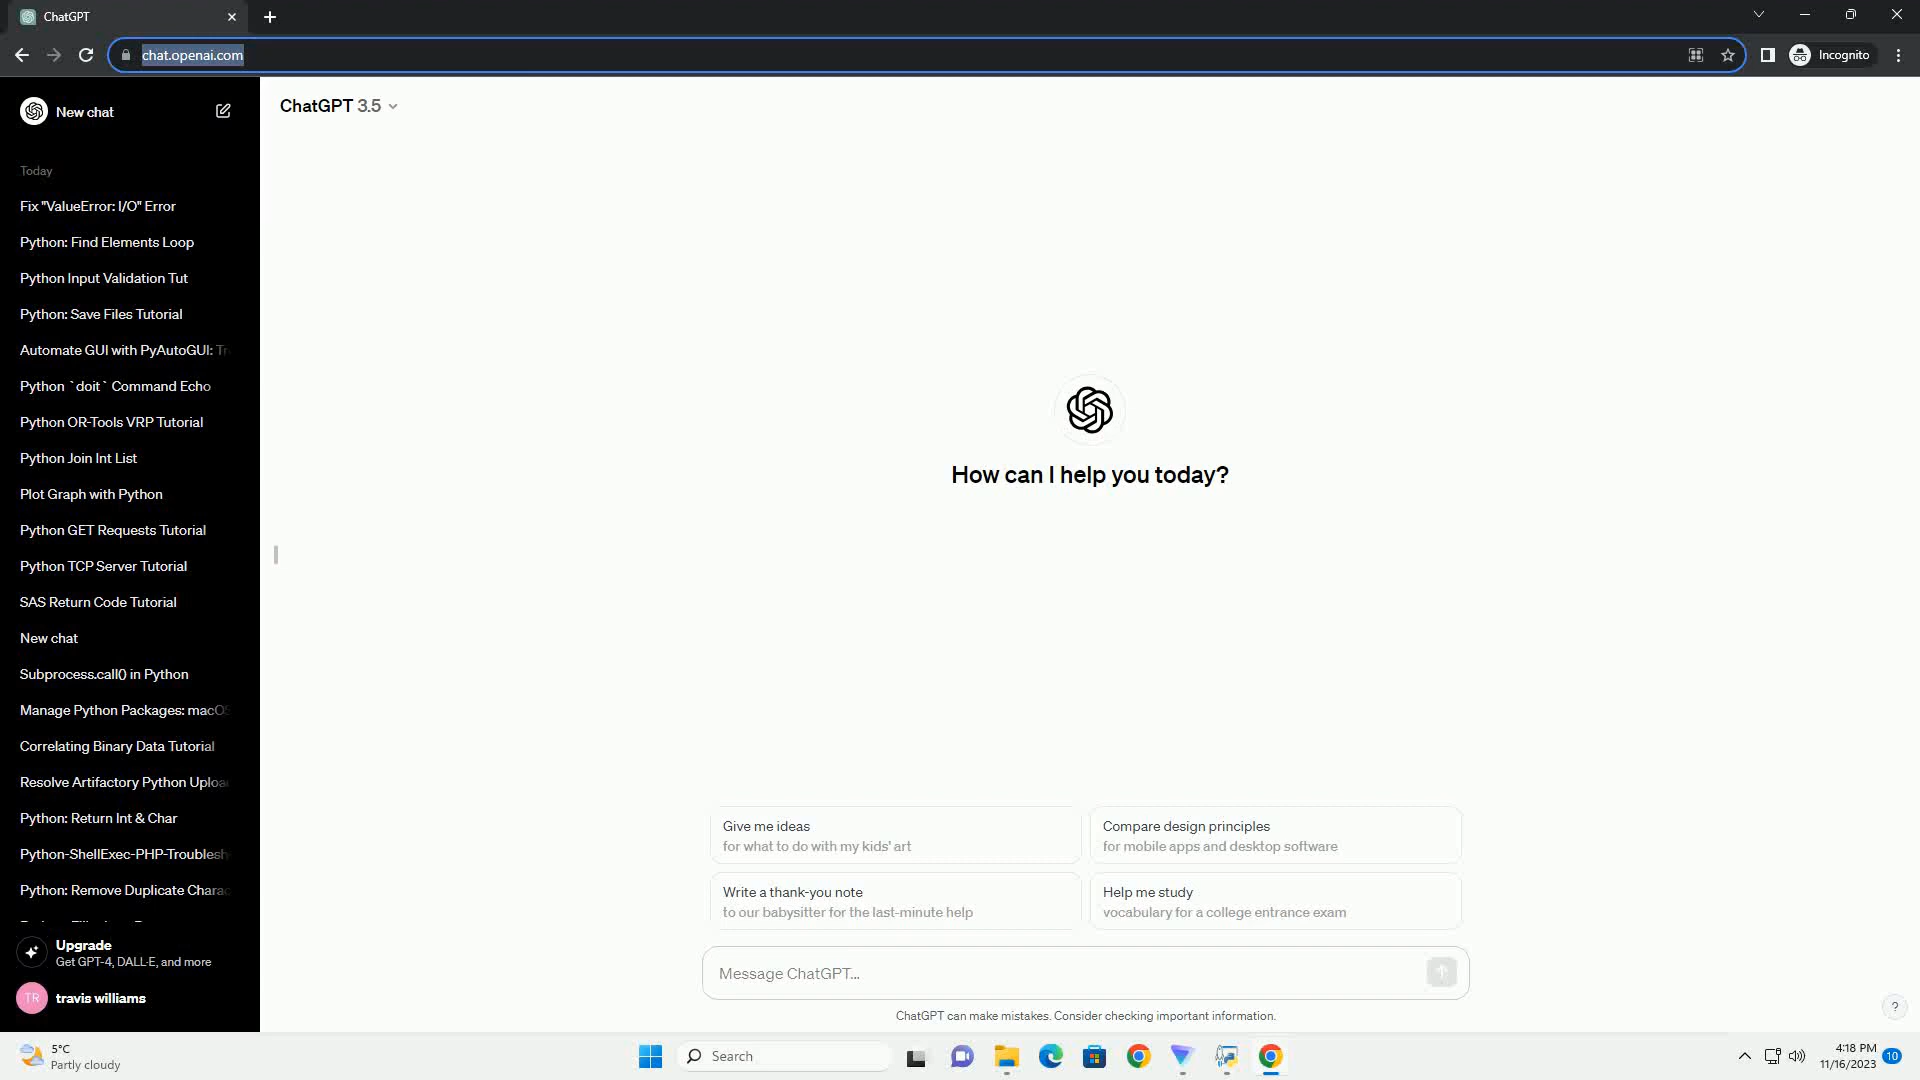 ChatGPT
chat.openai.com
Incognito
New chat
ChatGPT 3.5
Today
Fix "ValueError: I/O" Error
Python: Find Elements Loop
Python Input Validation Tut
Python: Save Files Tutorial
Automate GUI with PyAutoGUI: Tr
Python `doit` Command Echo
Python OR-Tools VRP Tutorial
Python Join Int List
Plot Graph with Python
Python GET Requests Tutorial
Python TCP Server Tutorial
SAS Return Code Tutorial
New chat
Subprocess.call() in Python
Manage Python Packages: macOS
Correlating Binary Data Tutorial
Resolve Artifactory Python Uploa
Python: Return Int & Char
Python-ShellExec-PHP-Troublesh
Python: Remove Duplicate Charac
Upgrade
Get GPT-4, DALL·E, and more
TR
travis williams
How can I help you today?
Give me ideas
for what to do with my kids' art
Compare design principles
for mobile apps and desktop software
Write a thank-you note
to our babysitter for the last-minute help
Help me study
vocabulary for a college entrance exam
Message ChatGPT...
ChatGPT can make mistakes. Consider checking important information.
?
5°C
Partly cloudy
Search
4:18 PM
11/16/2023
10